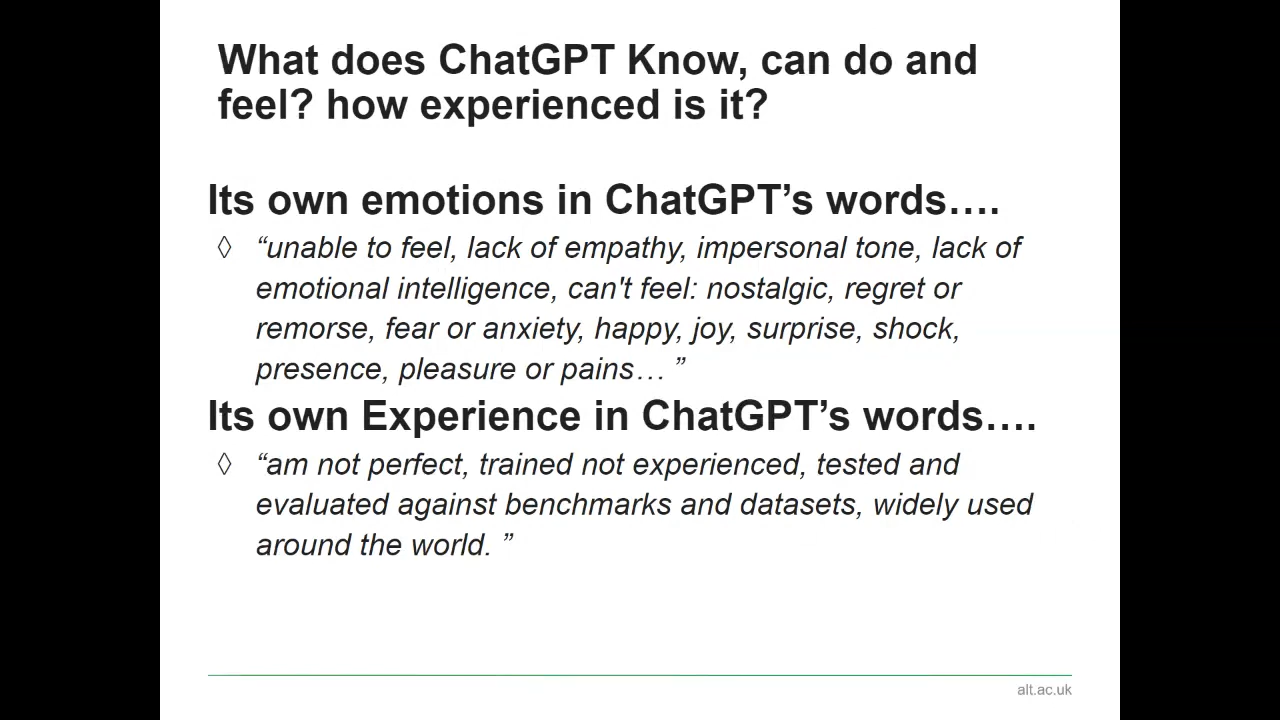 What does ChatGPT Know, can do and
feel? how experienced is it?
Its own emotions in ChatGPT’s words….
◊ “unable to feel, lack of empathy, impersonal tone, lack of
emotional intelligence, can't feel: nostalgic, regret or
remorse, fear or anxiety, happy, joy, surprise, shock,
presence, pleasure or pains… ”
Its own Experience in ChatGPT’s words….
◊ “am not perfect, trained not experienced, tested and
evaluated against benchmarks and datasets, widely used
around the world. ”
alt.ac.uk